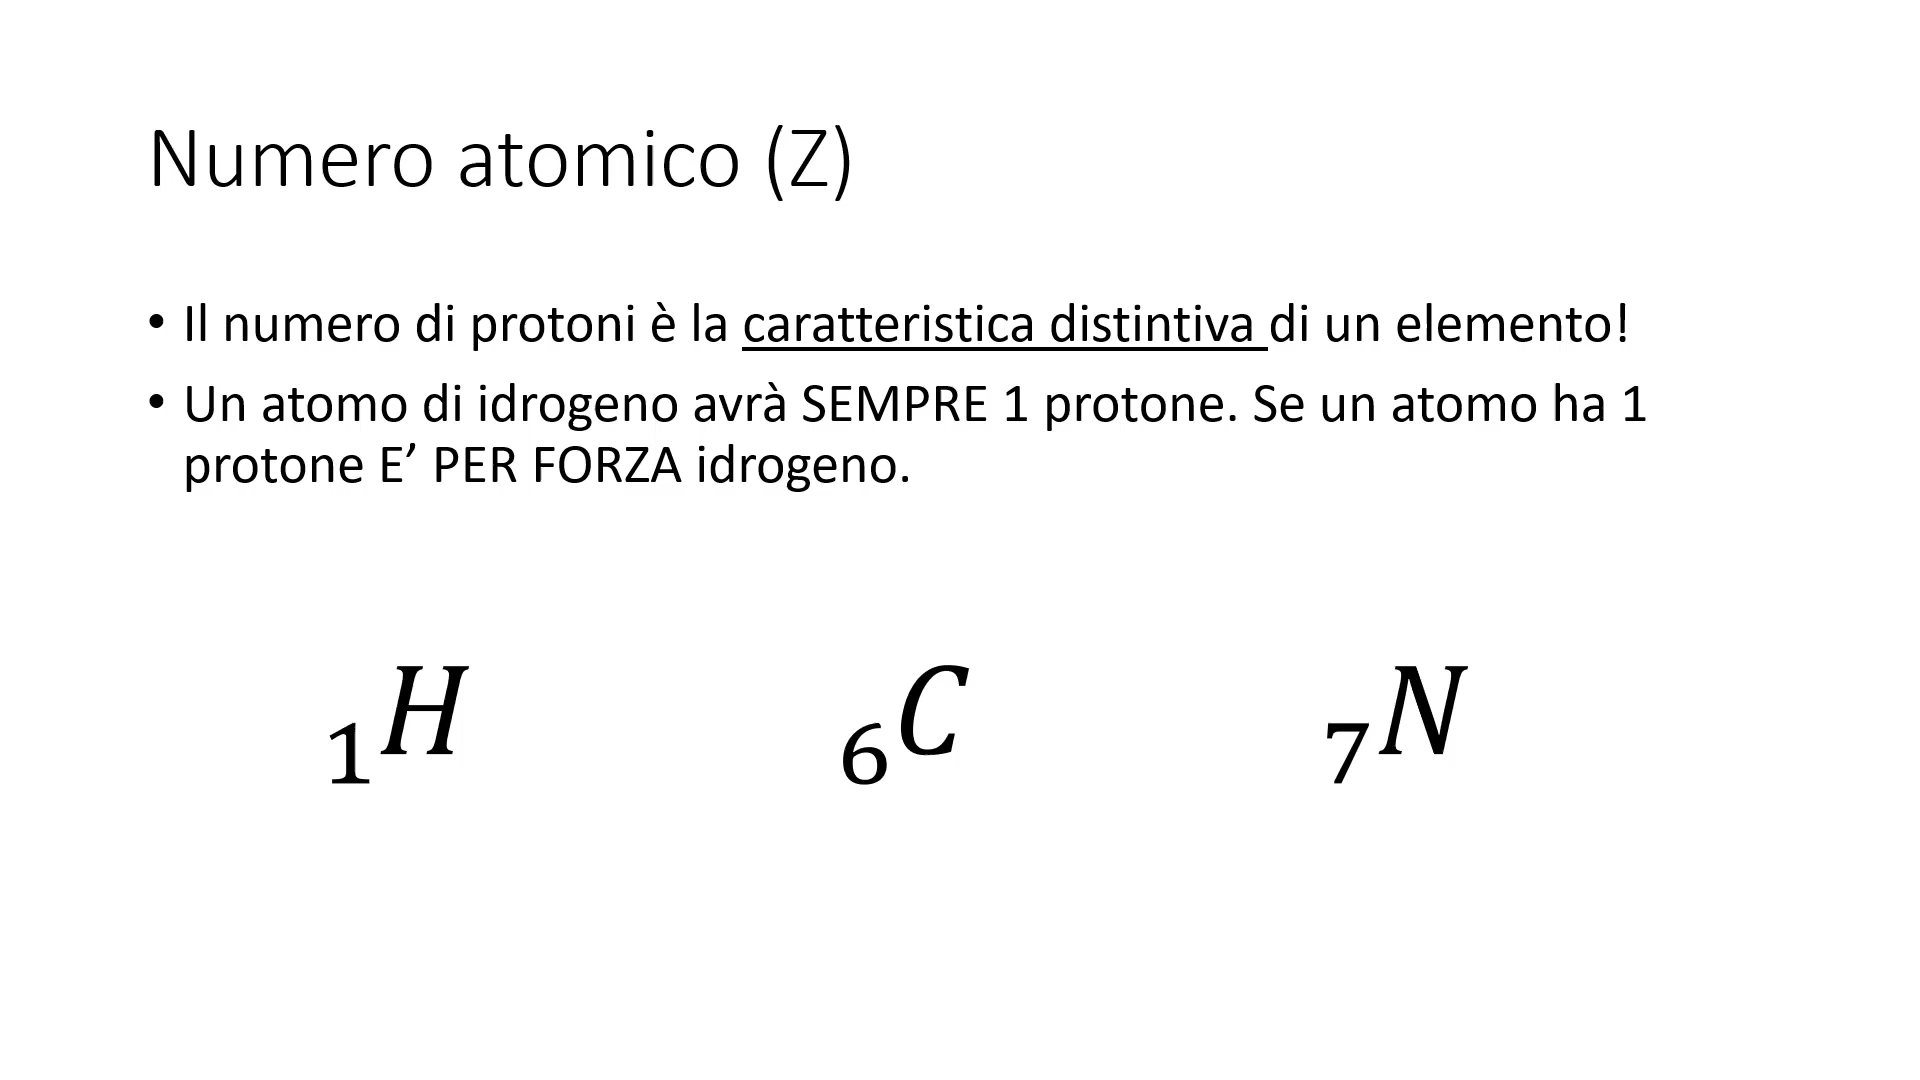 Numero atomico (Z)
• Il numero di protoni è la caratteristica distintiva di un elemento!
• Un atomo di idrogeno avrà SEMPRE 1 protone. Se un atomo ha 1
protone E’ PER FORZA idrogeno.
₁H ₆C ₇N